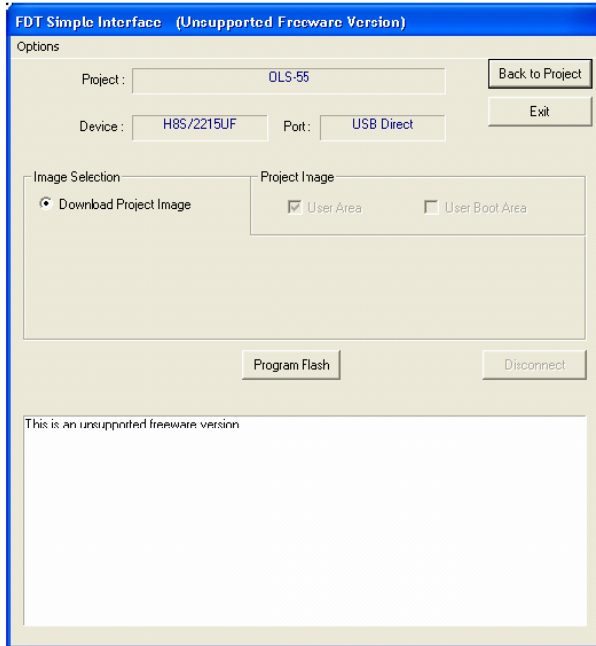 FDT Simple Interface (Unsupported Freeware Version)
Options
Project : OLS-55 Back to Project
Device : H8S/2215UF Port : USB Direct Exit
Image Selection Project Image
Download Project Image User Area User Boot Area
Program Flash Disconnect
This is an unsupported freeware version